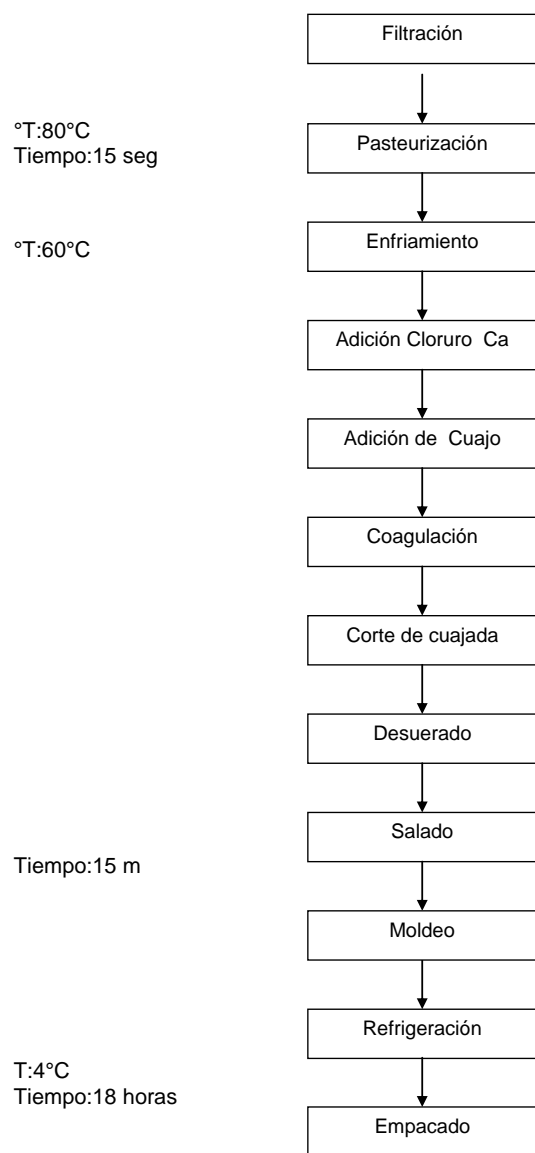 Filtración
°T:80°C
Tiempo:15 seg
Pasteurización
°T:60°C
Enfriamiento
Adición Cloruro Ca
Adición de Cuajo
Coagulación
Corte de cuajada
Desuerado
Salado
Tiempo:15 m
Moldeo
Refrigeración
T:4°C
Tiempo:18 horas
Empacado